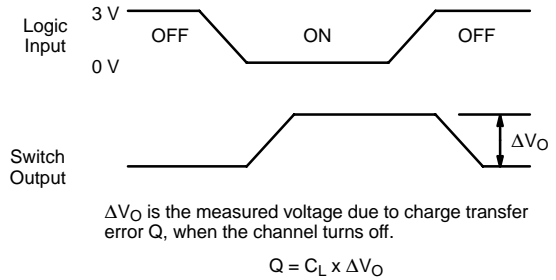 3 V
Logic
Input
OFF ON OFF
0 V
Switch
Output
ΔVO
ΔVO is the measured voltage due to charge transfer
error Q, when the channel turns off.
Q = CL x ΔVO